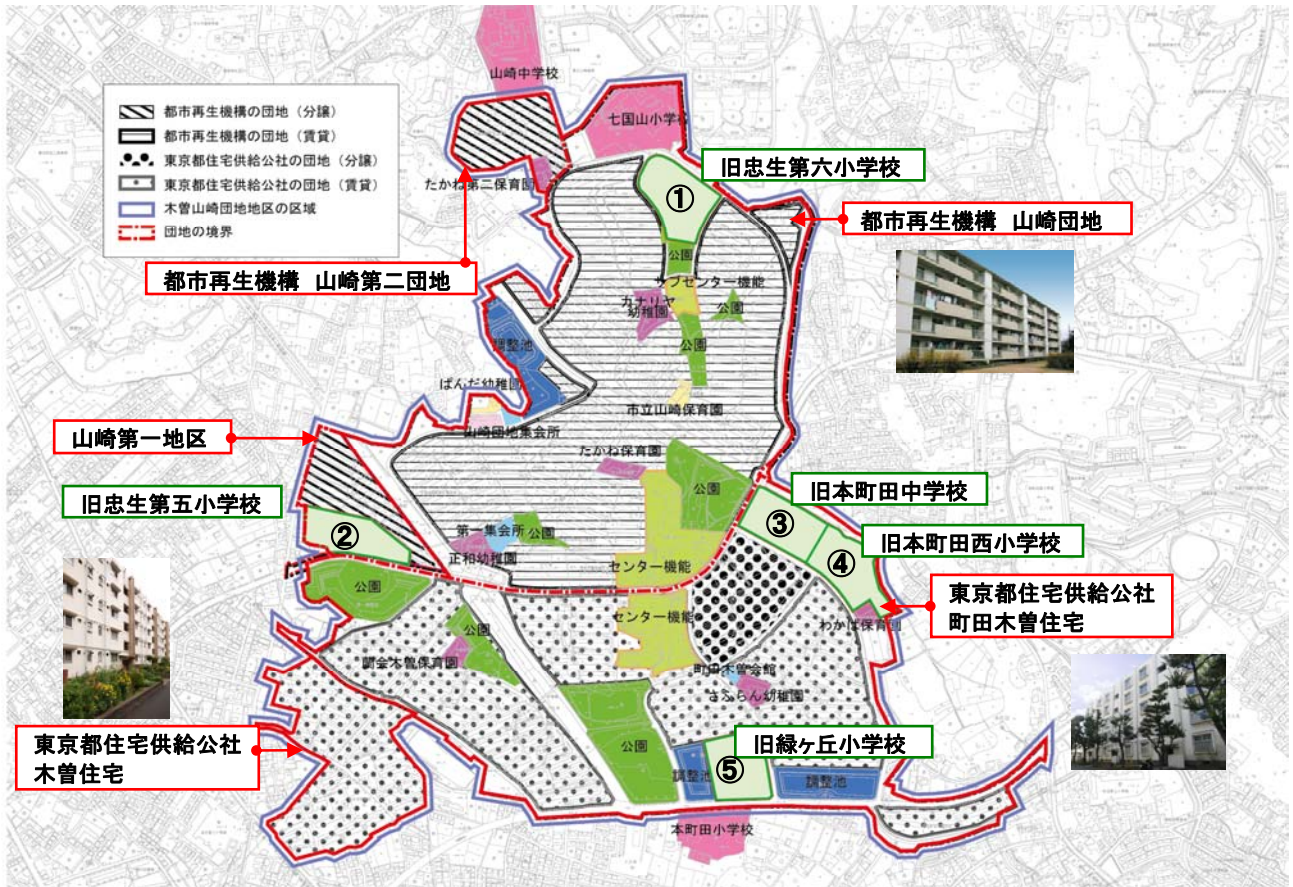 山崎中学校
都市再生機構の団地（分譲）
都市再生機構の団地（賃貸）
東京都住宅供給公社の団地（分譲）
東京都住宅供給公社の団地（賃貸）
木曽山崎団地地区の区域
団地の境界
七国山小学校
旧忠生第六小学校
たかね第二保育園
①
都市再生機構 山崎団地
都市再生機構 山崎第二団地
公園
サブセンター機能
カナリヤ
幼稚園
公園
公園
調整池
ぱんだ幼稚園
市立山崎保育園
山崎団地集会所
山崎第一地区
たかね保育園
公園
旧忠生第五小学校
旧本町田中学校
②
③
第一集会所
公園
正和幼稚園
旧本町田西小学校
④
センター機能
公園
東京都住宅供給公社
町田木曽住宅
センター機能
わかば保育園
公園
町田木曽会館
さふらん幼稚園
東京都住宅供給公社
木曽住宅
公園
旧緑ヶ丘小学校
調整池
⑤
調整池
本町田小学校